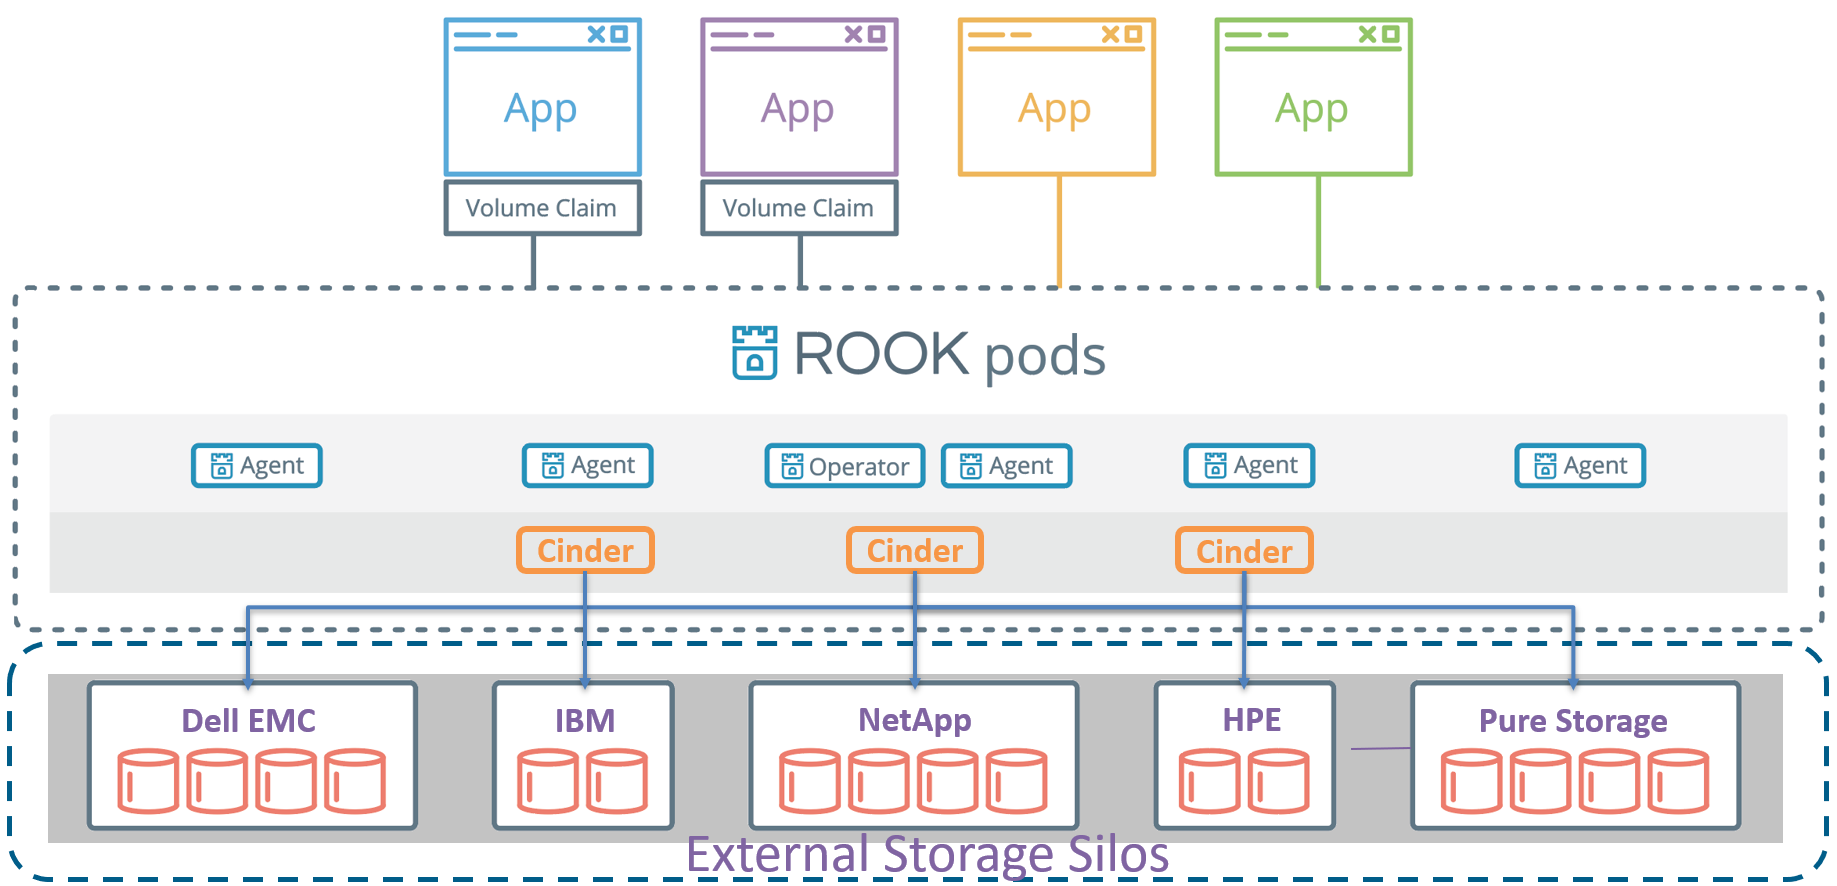 App
App
App
App
Volume Claim
Volume Claim
ROOK pods
Agent
Agent
Operator
Agent
Agent
Agent
Cinder
Cinder
Cinder
Dell EMC
IBM
NetApp
HPE
Pure Storage
External Storage Silos